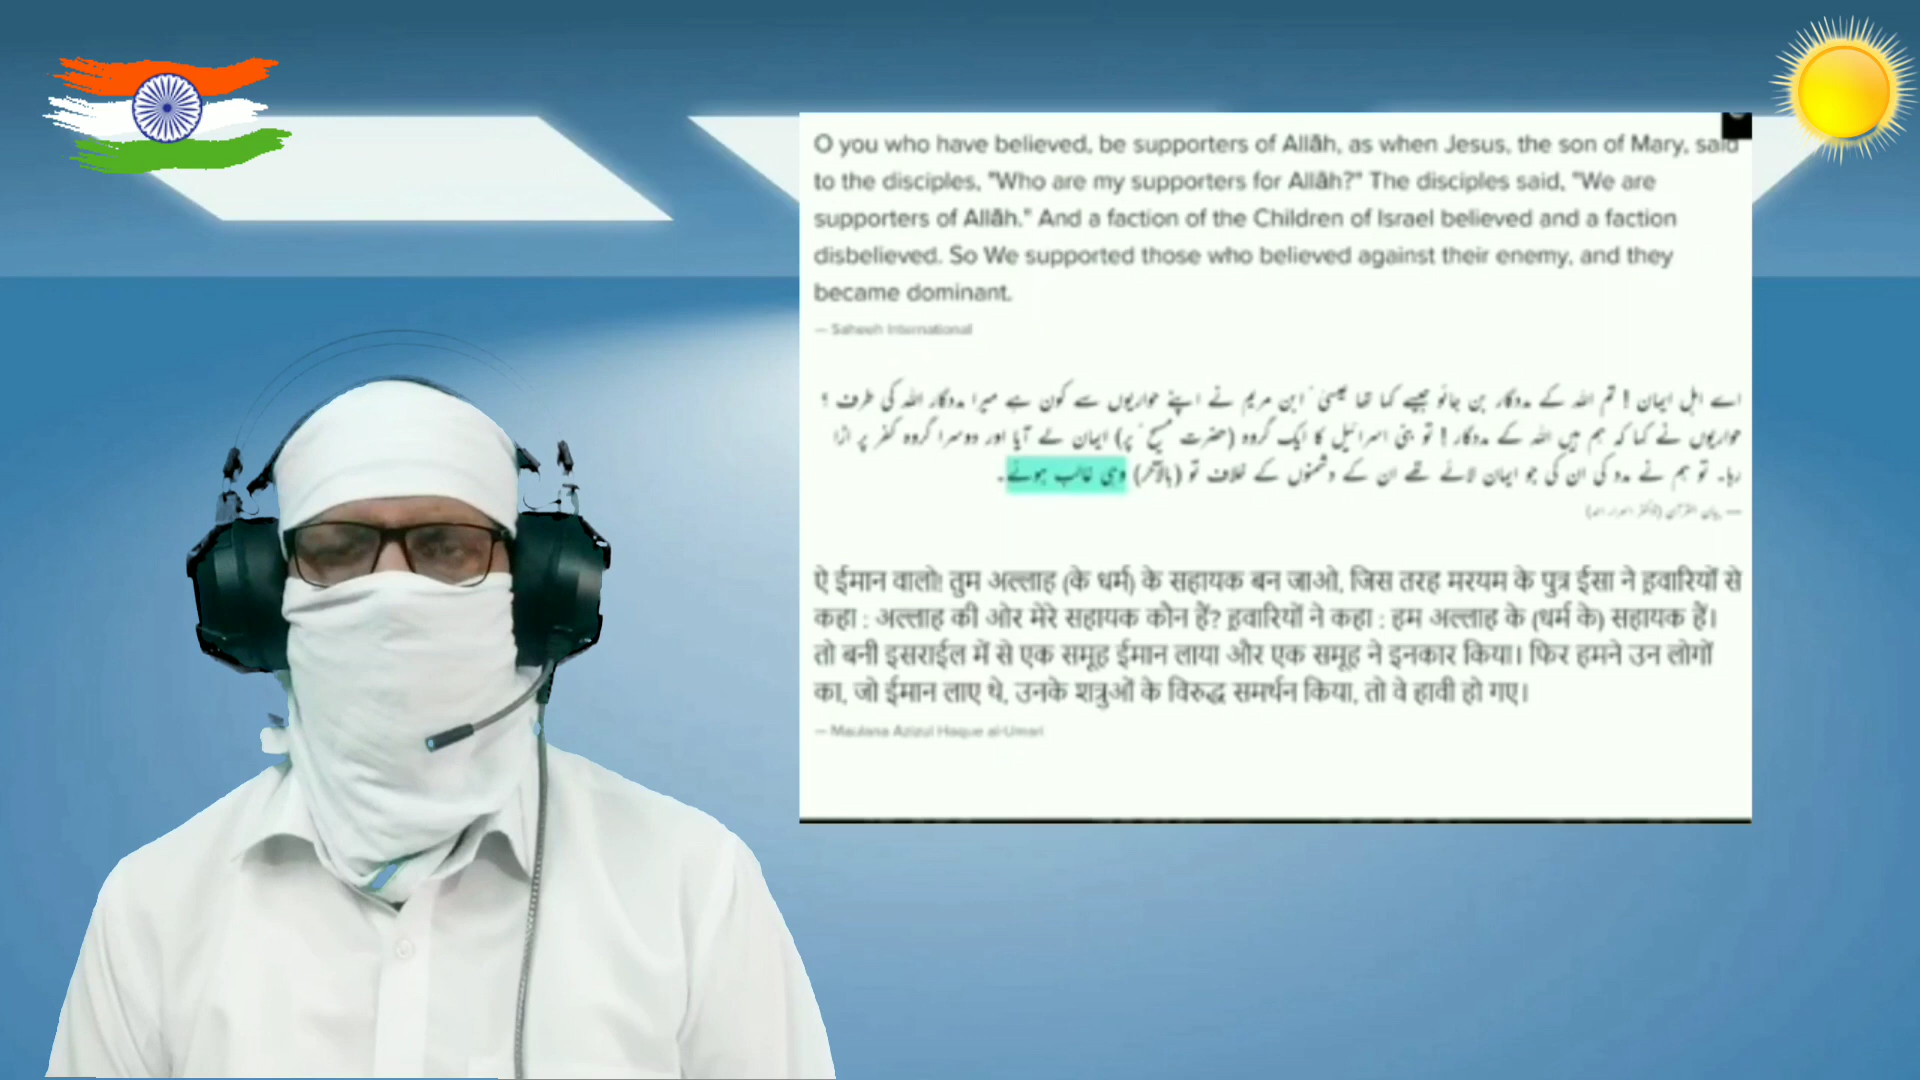 O you who have believed, be supporters of Allāh, as when Jesus, the son of Mary, said
to the disciples, "Who are my supporters for Allāh?" The disciples said, "We are
supporters of Allāh." And a faction of the Children of Israel believed and a faction
disbelieved. So We supported those who believed against their enemy, and they
became dominant.
— Saheeh International
اے اہل ایمان ! تم اللہ کے مددگار بن جائو جیسے کہا تھا عیسیٰ ؑ ابن مریم نے اپنے حواریوں سے کون ہے میرا مددگار اللہ کی طرف ؟
حواریوں نے کہا کہ ہم ہیں اللہ کے مددگار ! تو بنی اسرائیل کا ایک گروہ (حضرت مسیح ؑ پر) ایمان لے آیا اور دوسرا گروہ کفر پر اڑا
رہا۔ تو ہم نے مدد کی ان کی جو ایمان لائے تھے ان کے دشمنوں کے خلاف تو (بالآخر) وہی غالب ہوئے۔
— بیان القرآن (ڈاکٹر اسرار احمد)
ऐ ईमान वालो! तुम अल्लाह (के धर्म) के सहायक बन जाओ, जिस तरह मरयम के पुत्र ईसा ने ह़वारियों से
कहा : अल्लाह की ओर मेरे सहायक कौन हैं? ह़वारियों ने कहा : हम अल्लाह के (धर्म के) सहायक हैं।
तो बनी इसराईल में से एक समूह ईमान लाया और एक समूह ने इनकार किया। फिर हमने उन लोगों
का, जो ईमान लाए थे, उनके शत्रुओं के विरुद्ध समर्थन किया, तो वे हावी हो गए।
— Maulana Azizul Haque al-Umari